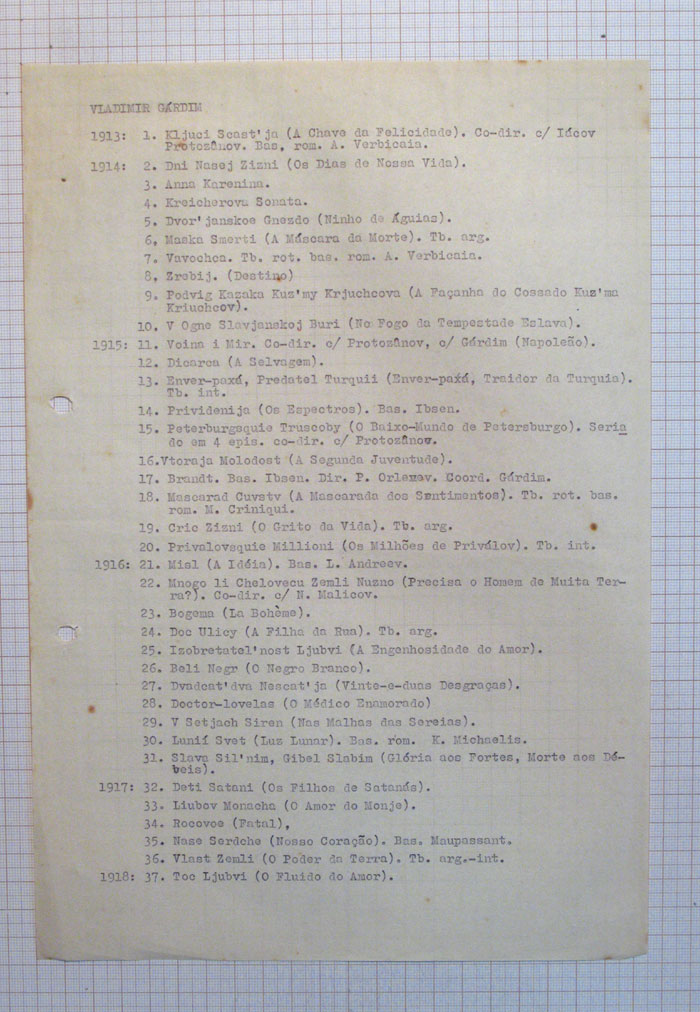 VLADIMIR GÁRDIM
1913: 1. Kljuci Scast'ja (A Chave da Felicidade). Co-dir. c/ Iácov
Protozânov. Bas, rom. A. Verbicaia.
1914: 2. Dni Nasej Zizni (Os Dias de Nossa Vida).
3. Anna Karenina.
4. Kreicherova Sonata.
5. Dvor'janskoe Gnezdo (Ninho de Águias).
6, Maska Smerti (A Máscara da Morte). Tb. arg.
7. Vavochca. Tb. rot. bas. rom. A. Verbicaia.
8, Zrebij. (Destino)
9. Podvig Kazaka Kuz'my Krjuchcova (A Façanha do Cossado Kuz'ma
Kriuchcov).
10. V Ogne Slavjanskoj Buri (No Fogo da Tempestade Eslava).
1915: 11. Voina i Mir. Co-dir. c/ Protozânov, c/ Gárdim (Napoleão).
12. Dicarca (A Selvagem).
13. Enver-paxá, Predatel Turquii (Enver-paxá, Traidor da Turquia).
Tb. int.
14. Prividenija (Os Espectros). Bas. Ibsen.
15. Peterburgsquie Truscoby (O Baixo-Mundo de Petersburgo). Seria
do em 4 epis. co-dir. c/ Protozânov.
16.Vtoraja Molodost (A Segunda Juventude).
17. Brandt. Bas. Ibsen. Dir. P. Orlenev. Coord. Gárdim.
18. Mascarad Cuvstv (A Mascarada dos Sentimentos). Tb. rot. bas.
rom. M. Criniqui.
19. Cric Zizni (O Grito da Vida). Tb. arg.
20. Privalovsquie Millioni (Os Milhões de Priválov). Tb. int.
1916: 21. Misl (A Idéia). Bas. L. Andreev.
22. Mnogo li Chelovecu Zemli Nuzno (Precisa o Homem de Muita Ter-
ra?). Co-dir. c/ N. Malicov.
23. Bogema (La Bohème).
24. Doc Ulicy (A Filha da Rua). Tb. arg.
25. Izobretatel'nost Ljubvi (A Engenhosidade do Amor).
26. Beli Negr (O Negro Branco).
27. Dvadcat'dva Nescat'ja (Vinte-e-duas Desgraças).
28. Doctor-lovelas (O Médico Enamorado)
29. V Setjach Siren (Nas Malhas das Sereias).
30. Lunií Svet (Luz Lunar). Bas. rom. K. Michaelis.
31. Slava Sil'nim, Gibel Slabim (Glória aos Fortes, Morte aos Dé-
beis).
1917: 32. Deti Satani (Os Filhos de Satanás).
33. Liubov Monacha (O Amor do Monje).
34. Rocovoe (Fatal),
35. Nase Serdche (Nosso Coração). Bas. Maupassant.
36. Vlast Zemli (O Poder da Terra). Tb. arg.-int.
1918: 37. Toc Ljubvi (O Fluido do Amor).